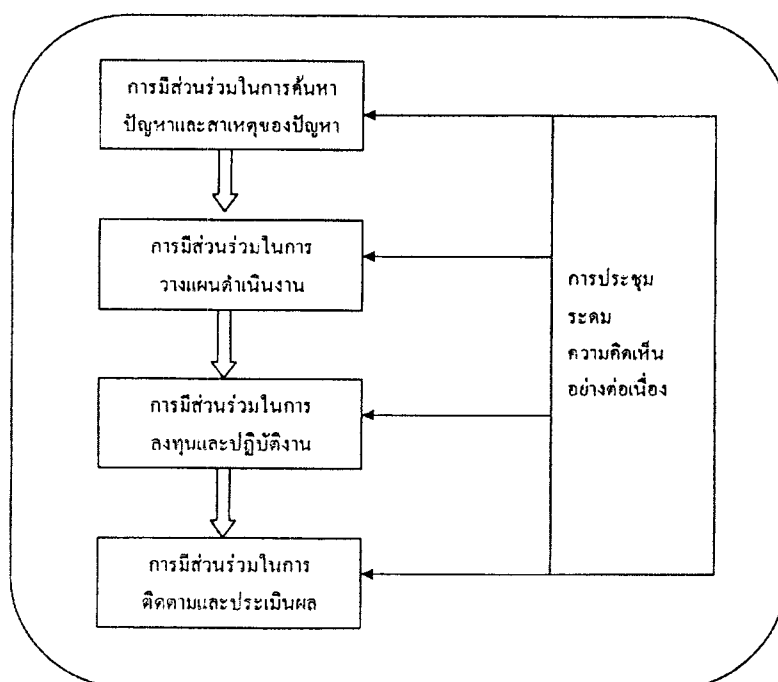 การมีส่วนร่วมในการค้นหา
ปัญหาและสาเหตุของปัญหา
การมีส่วนร่วมในการ
วางแผนดำเนินงาน
การมีส่วนร่วมในการ
ลงทุนและปฏิบัติงาน
การมีส่วนร่วมในการ
ติดตามและประเมินผล
การประชุม
ระดม
ความคิดเห็น
อย่างต่อเนื่อง